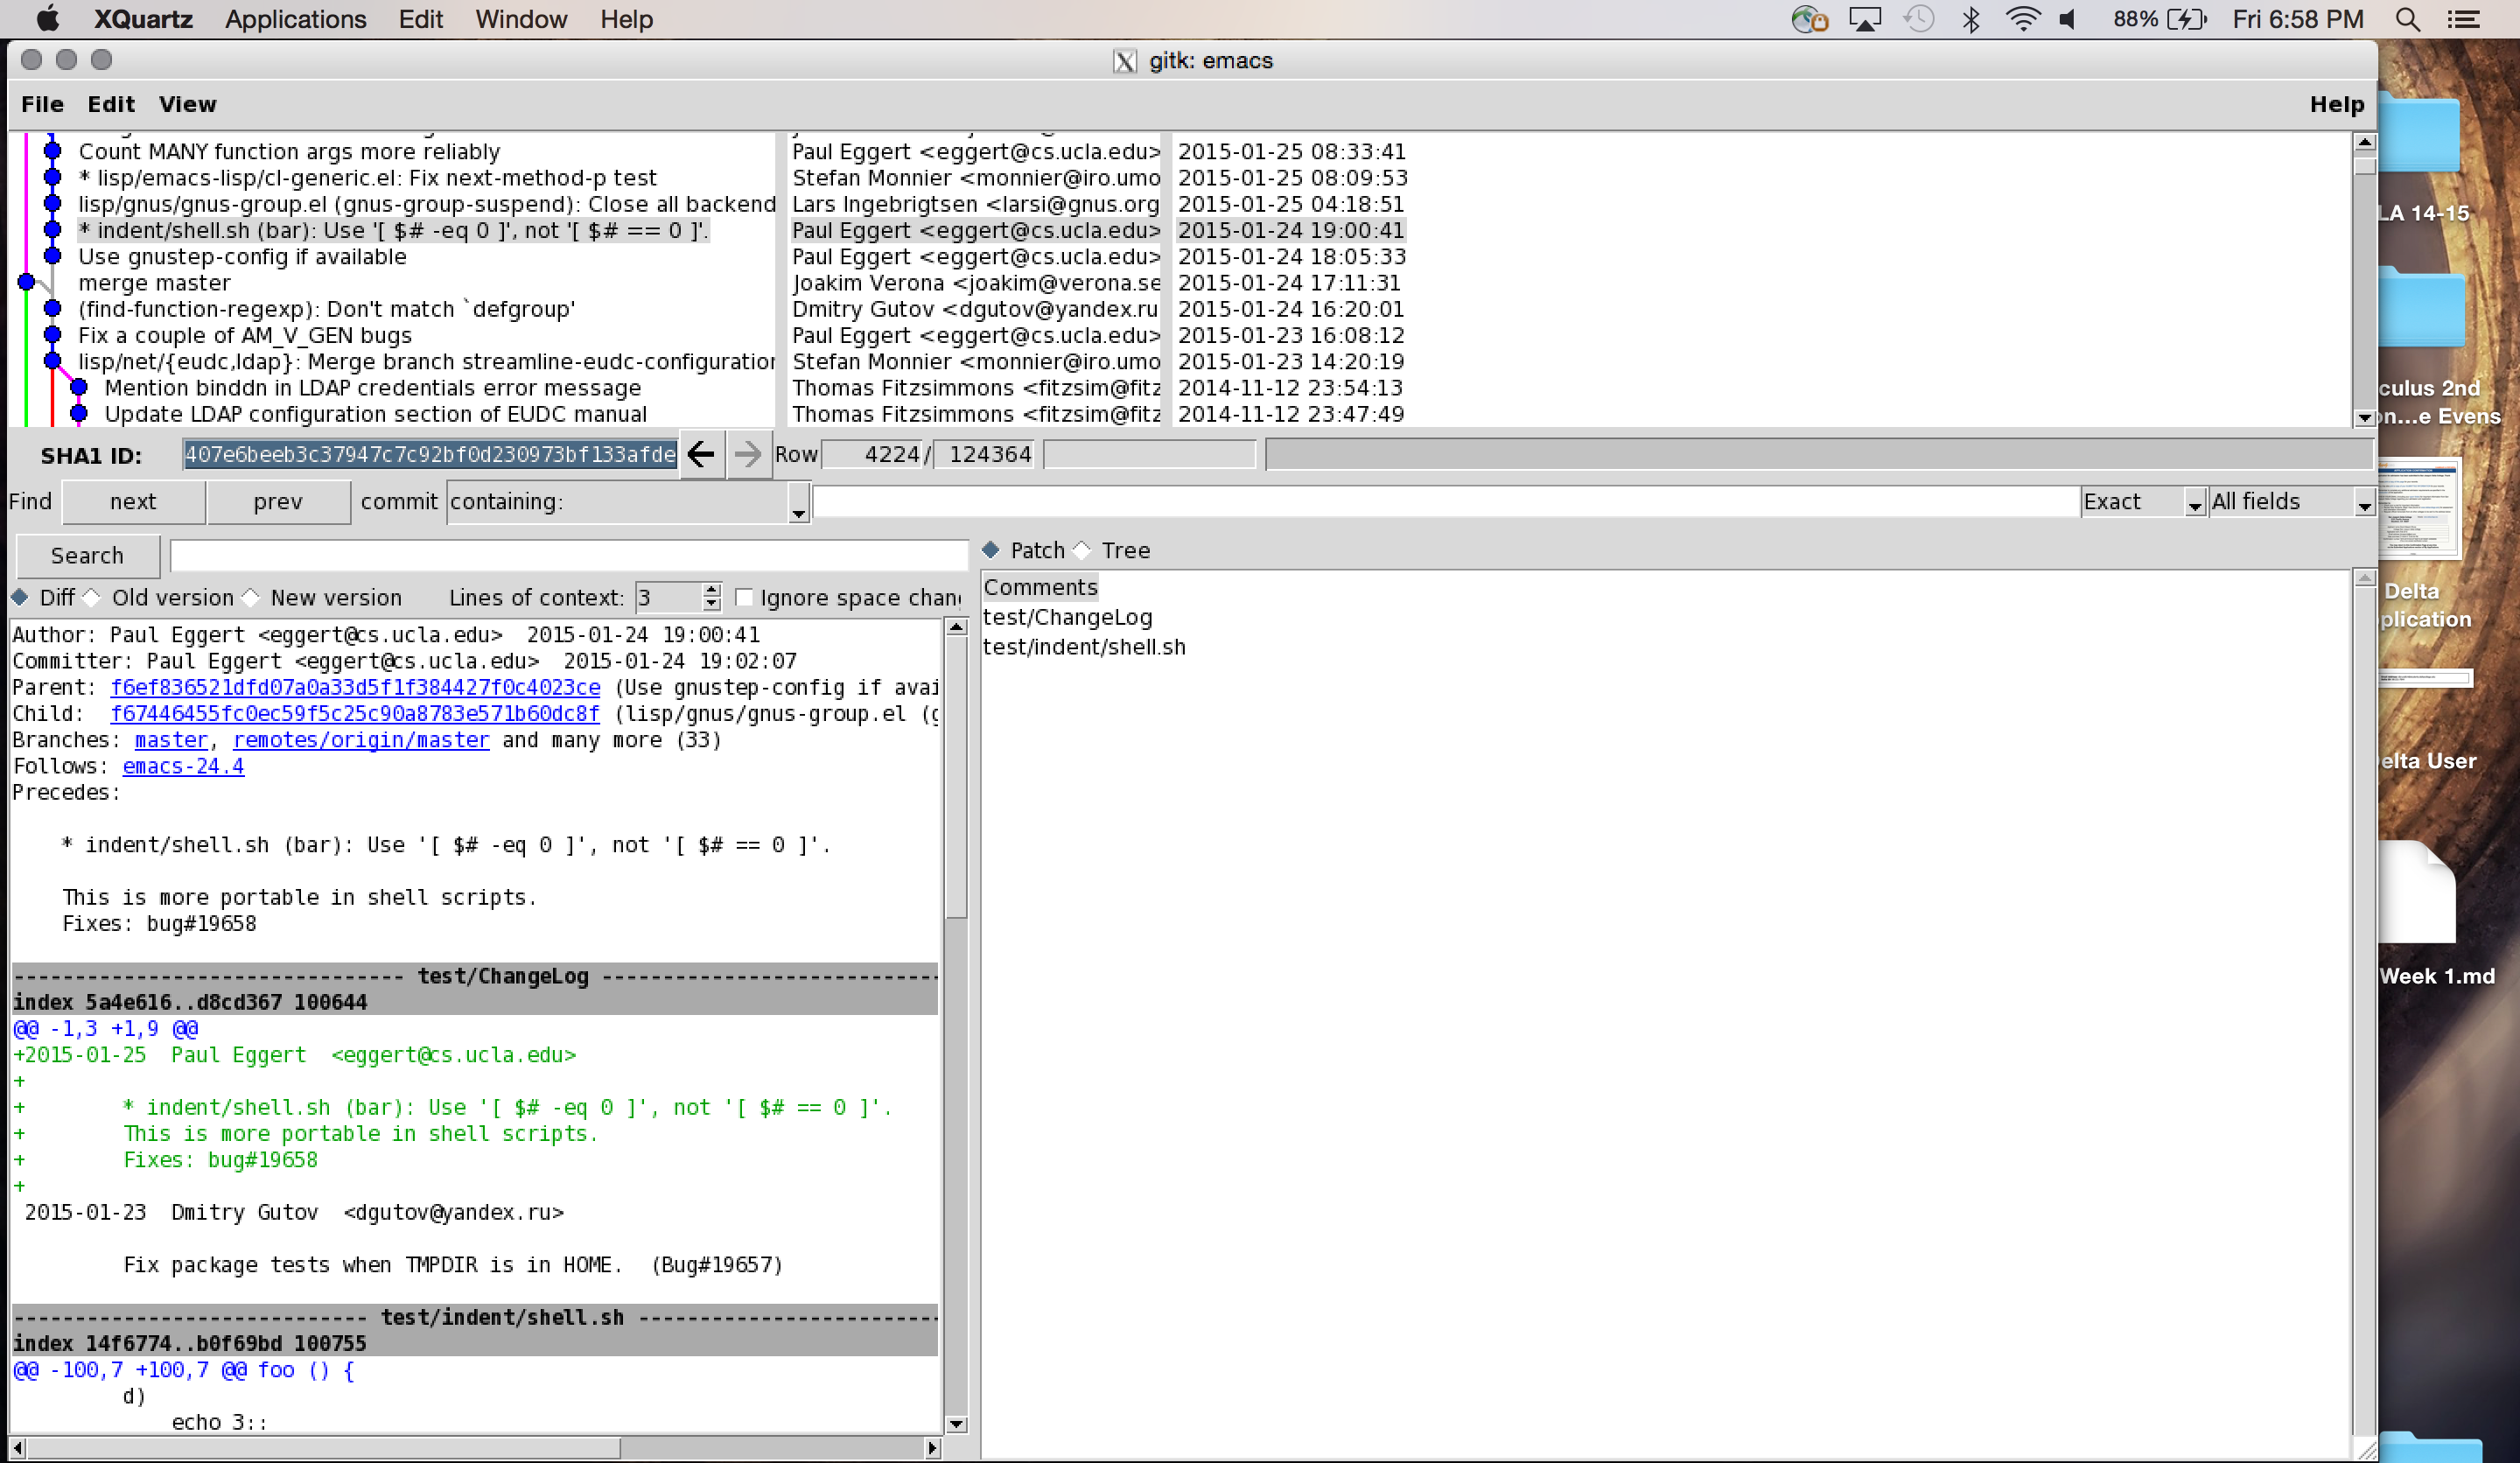 XQuartz Applications Edit Window Help 88% Fri 6:58 PM
gitk: emacs
File Edit View Help
Count MANY function args more reliably Paul Eggert <eggert@cs.ucla.edu> 2015-01-25 08:33:41
* lisp/emacs-lisp/cl-generic.el: Fix next-method-p test Stefan Monnier <monnier@iro.umo 2015-01-25 08:09:53
lisp/gnus/gnus-group.el (gnus-group-suspend): Close all backend Lars Ingebrigtsen <larsi@gnus.org 2015-01-25 04:18:51
* indent/shell.sh (bar): Use '[ $# -eq 0 ]', not '[ $# == 0 ]'. Paul Eggert <eggert@cs.ucla.edu> 2015-01-24 19:00:41
Use gnustep-config if available Paul Eggert <eggert@cs.ucla.edu> 2015-01-24 18:05:33
merge master Joakim Verona <joakim@verona.se 2015-01-24 17:11:31
(find-function-regexp): Don't match `defgroup' Dmitry Gutov <dgutov@yandex.ru 2015-01-24 16:20:01
Fix a couple of AM_V_GEN bugs Paul Eggert <eggert@cs.ucla.edu> 2015-01-23 16:08:12
lisp/net/{eudc,ldap}: Merge branch streamline-eudc-configuration Stefan Monnier <monnier@iro.umo 2015-01-23 14:20:19
Mention binddn in LDAP credentials error message Thomas Fitzsimmons <fitzsim@fitz 2014-11-12 23:54:13
Update LDAP configuration section of EUDC manual Thomas Fitzsimmons <fitzsim@fitz 2014-11-12 23:47:49
SHA1 ID: 407e6beeb3c37947c7c92bf0d230973bf133afde Row 4224 / 124364
Find next prev commit containing: Exact All fields
Search
Patch Tree
Diff Old version New version Lines of context: 3 Ignore space chang
Comments
test/ChangeLog
test/indent/shell.sh
Author: Paul Eggert <eggert@cs.ucla.edu> 2015-01-24 19:00:41
Committer: Paul Eggert <eggert@cs.ucla.edu> 2015-01-24 19:02:07
Parent: f6ef836521dfd07a0a33d5f1f384427f0c4023ce (Use gnustep-config if avai
Child: f67446455fc0ec59f5c25c90a8783e571b60dc8f (lisp/gnus/gnus-group.el (g
Branches: master, remotes/origin/master and many more (33)
Follows: emacs-24.4
Precedes:
* indent/shell.sh (bar): Use '[ $# -eq 0 ]', not '[ $# == 0 ]'.
This is more portable in shell scripts.
Fixes: bug#19658
-------------------------------- test/ChangeLog ----------------------------
index 5a4e616..d8cd367 100644
@@ -1,3 +1,9 @@
+2015-01-25 Paul Eggert <eggert@cs.ucla.edu>
+
+ * indent/shell.sh (bar): Use '[ $# -eq 0 ]', not '[ $# == 0 ]'.
+ This is more portable in shell scripts.
+ Fixes: bug#19658
+
2015-01-23 Dmitry Gutov <dgutov@yandex.ru>
Fix package tests when TMPDIR is in HOME. (Bug#19657)
----------------------------- test/indent/shell.sh -------------------------
index 14f6774..b0f69bd 100755
@@ -100,7 +100,7 @@ foo () {
d)
echo 3::
LA 14-15
culus 2nd
on...e Evens
Delta
plication
elta User
Week 1.md